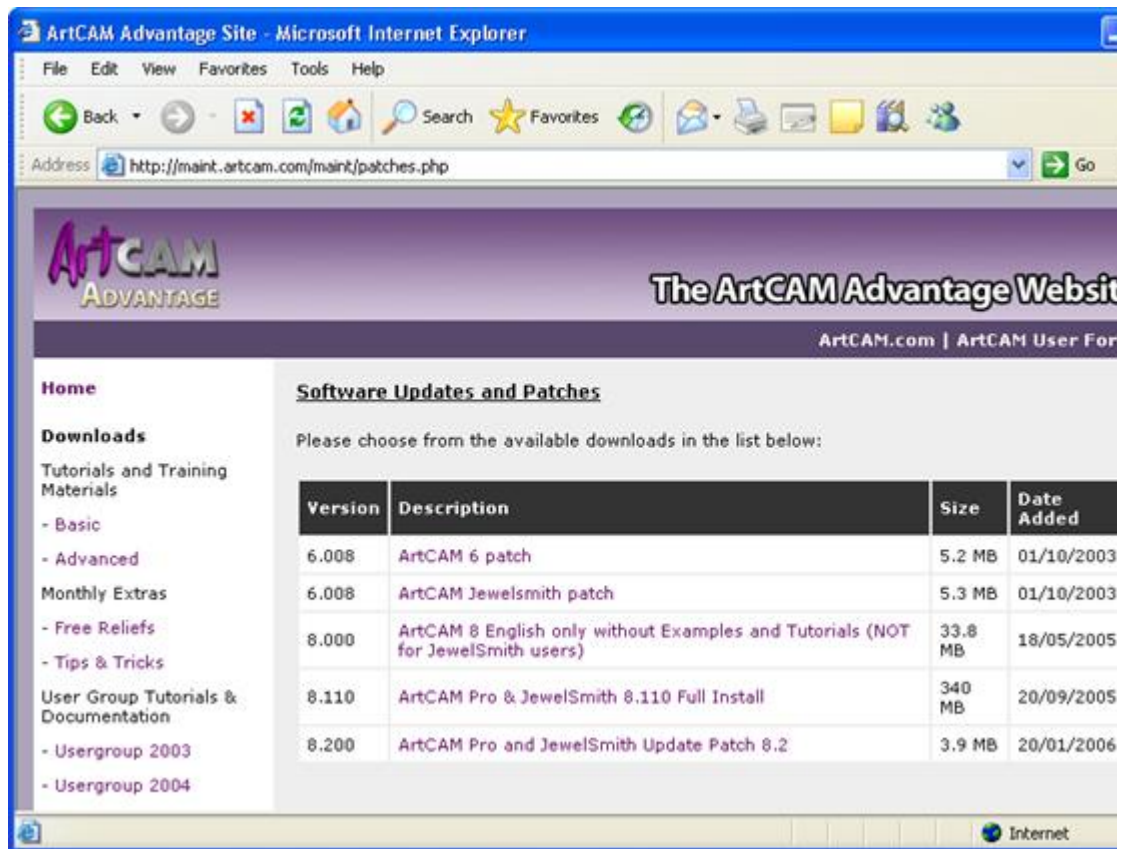 ArtCAM Advantage Site - Microsoft Internet Explorer
File Edit View Favorites Tools Help
Back Search Favorites
Address http://maint.artcam.com/maint/patches.php Go
ArtCAM
ADVANTAGE
The ArtCAM Advantage Websit
ArtCAM.com | ArtCAM User For
Home
Downloads
Tutorials and Training
Materials
- Basic
- Advanced
Monthly Extras
- Free Reliefs
- Tips & Tricks
User Group Tutorials &
Documentation
- Usergroup 2003
- Usergroup 2004
Software Updates and Patches
Please choose from the available downloads in the list below:
Version Description Size Date Added
6.008 ArtCAM 6 patch 5.2 MB 01/10/2003
6.008 ArtCAM Jewelsmith patch 5.3 MB 01/10/2003
8.000 ArtCAM 8 English only without Examples and Tutorials (NOT
for JewelSmith users) 33.8 MB 18/05/2005
8.110 ArtCAM Pro & JewelSmith 8.110 Full Install 340 MB 20/09/2005
8.200 ArtCAM Pro and JewelSmith Update Patch 8.2 3.9 MB 20/01/2006
Internet